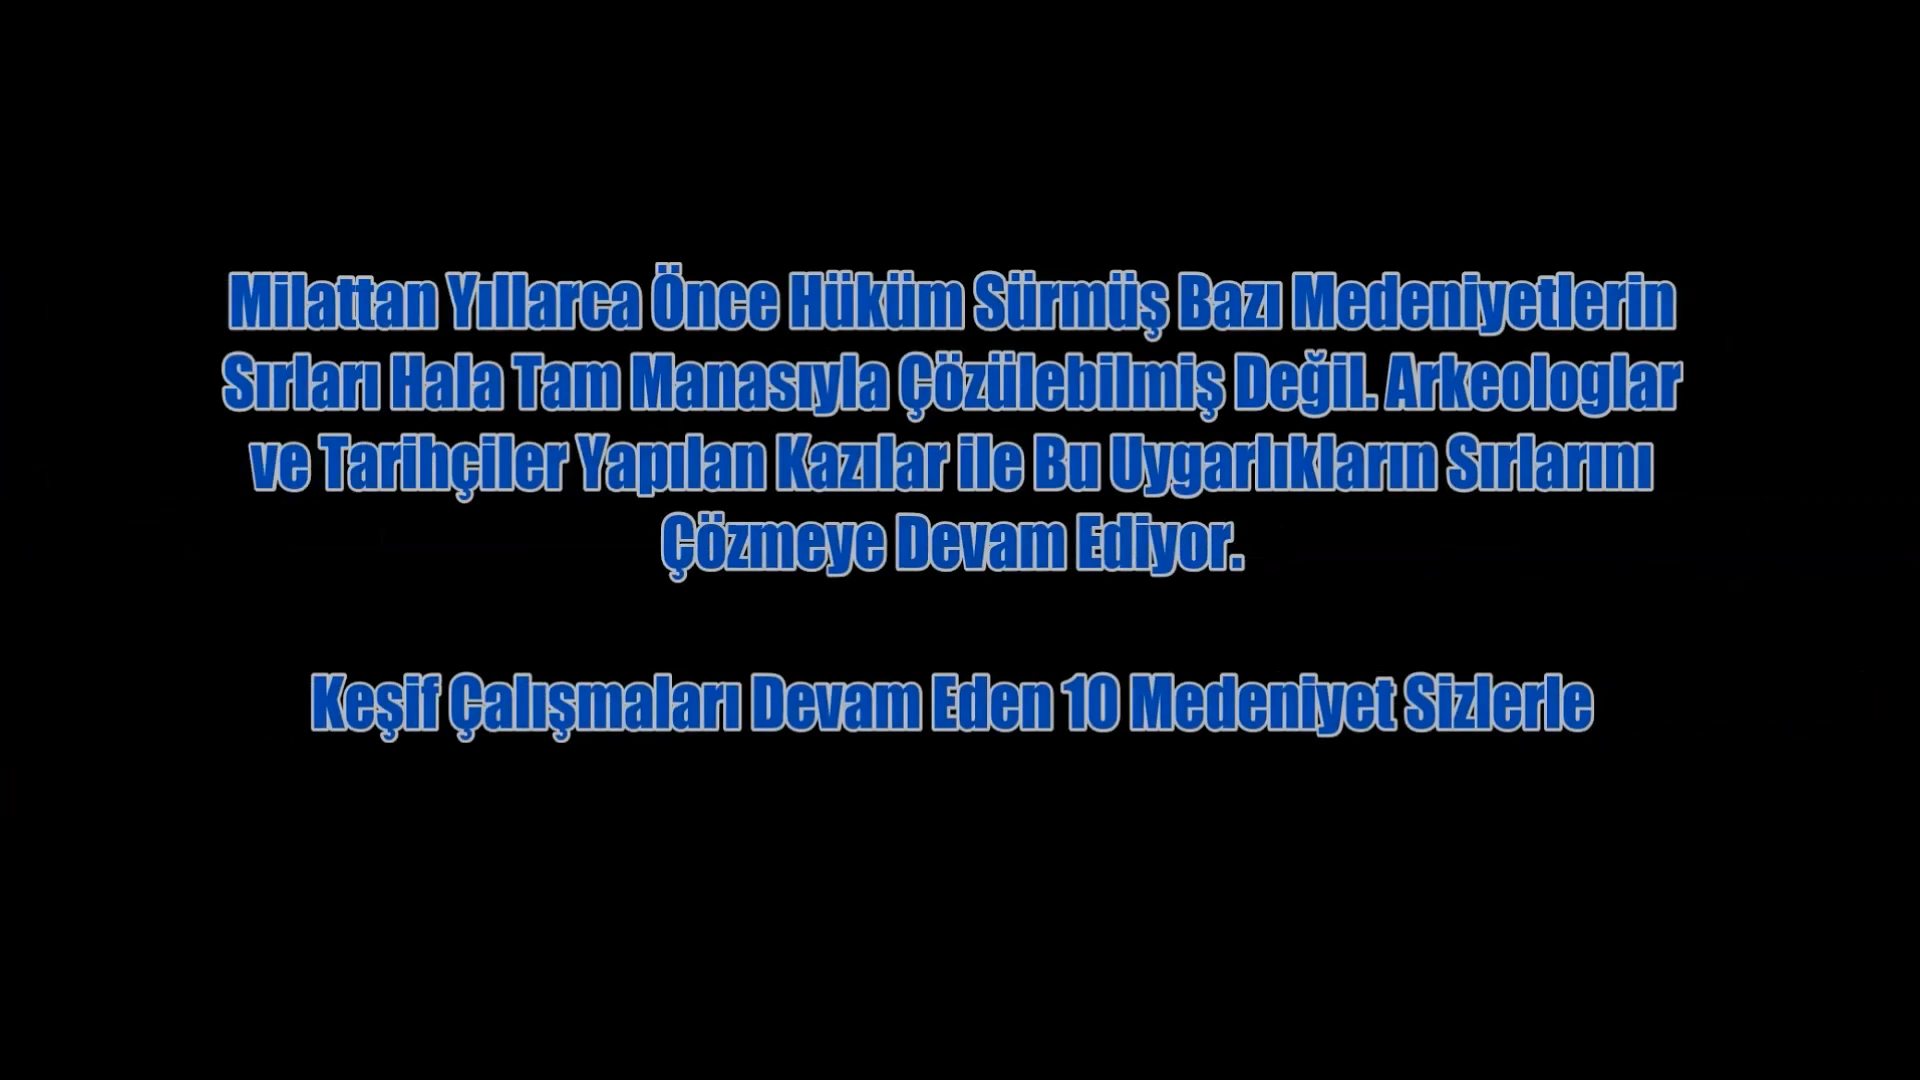 Milattan Yıllarca Önce Hüküm Sürmüş Bazı Medeniyetlerin
Sırları Hala Tam Manasıyla Çözülebilmiş Değil. Arkeologlar
ve Tarihçiler Yapılan Kazılar ile Bu Uygarlıkların Sırlarını
Çözmeye Devam Ediyor.
Keşif Çalışmaları Devam Eden 10 Medeniyet Sizlerle